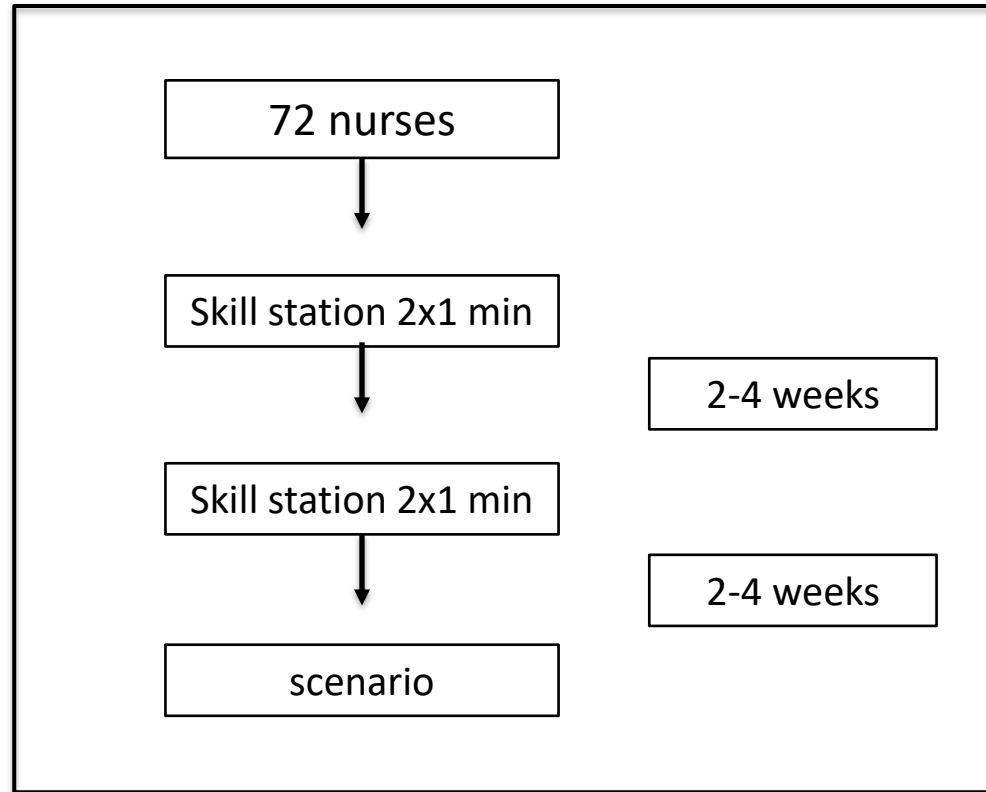 72 nurses
Skill station 2x1 min
2-4 weeks
Skill station 2x1 min
2-4 weeks
scenario